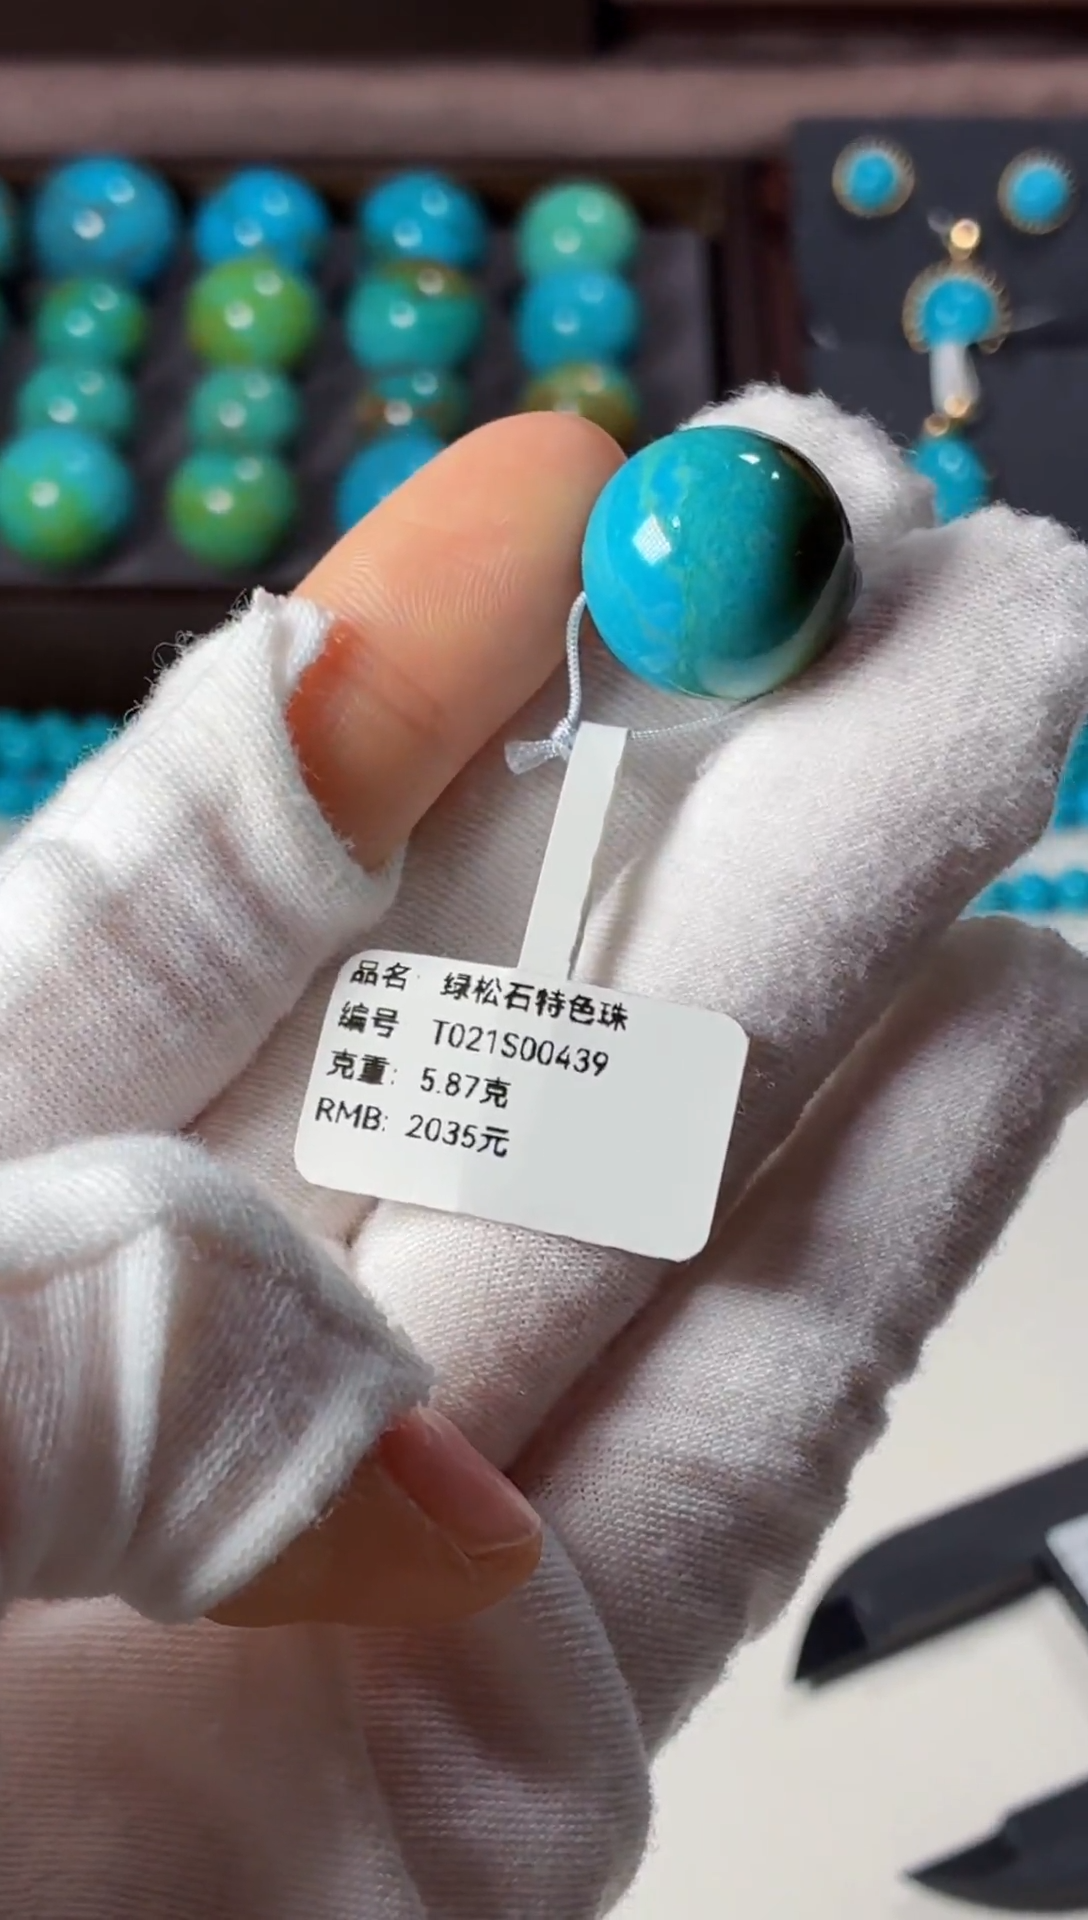 品名: 绿松石特色珠
编号 T021S00439
克重: 5.87克
RMB: 2035元